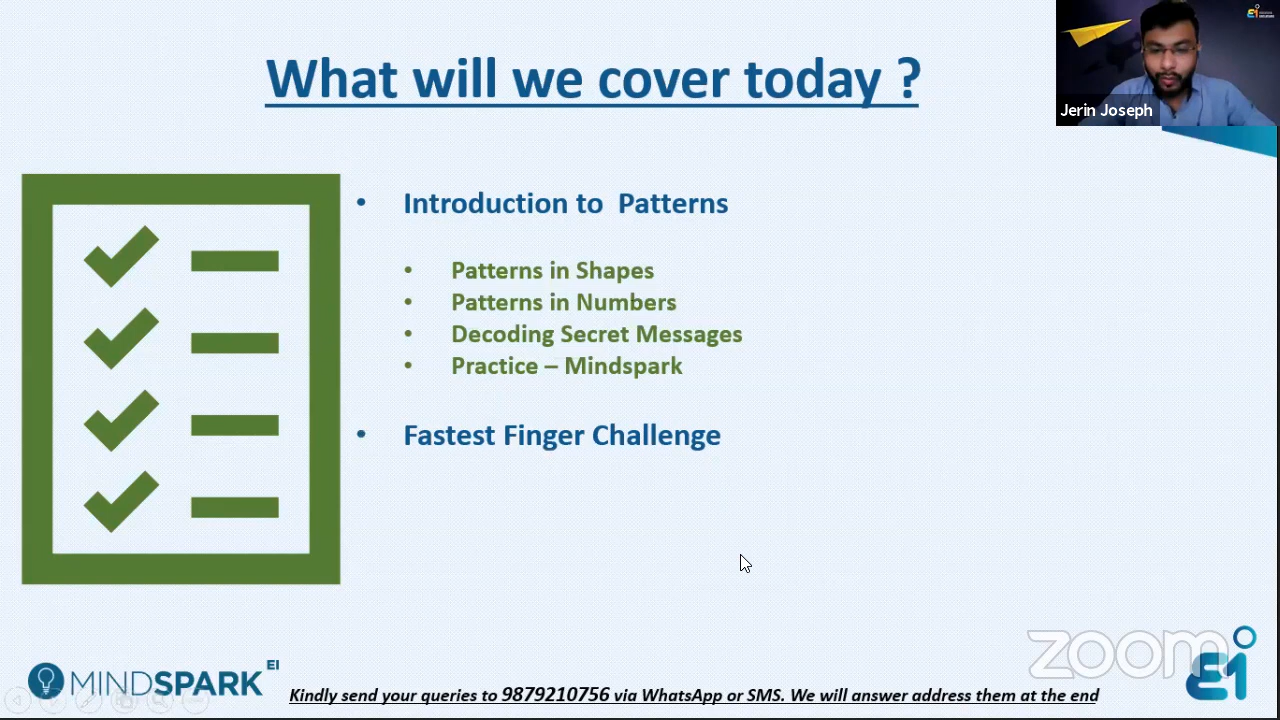 What will we cover today ?
Jerin Joseph
• Introduction to Patterns
• Patterns in Shapes
• Patterns in Numbers
• Decoding Secret Messages
• Practice – Mindspark
• Fastest Finger Challenge
MINDSPARK EI
Kindly send your queries to 9879210756 via WhatsApp or SMS. We will answer address them at the end
zoom
Ei